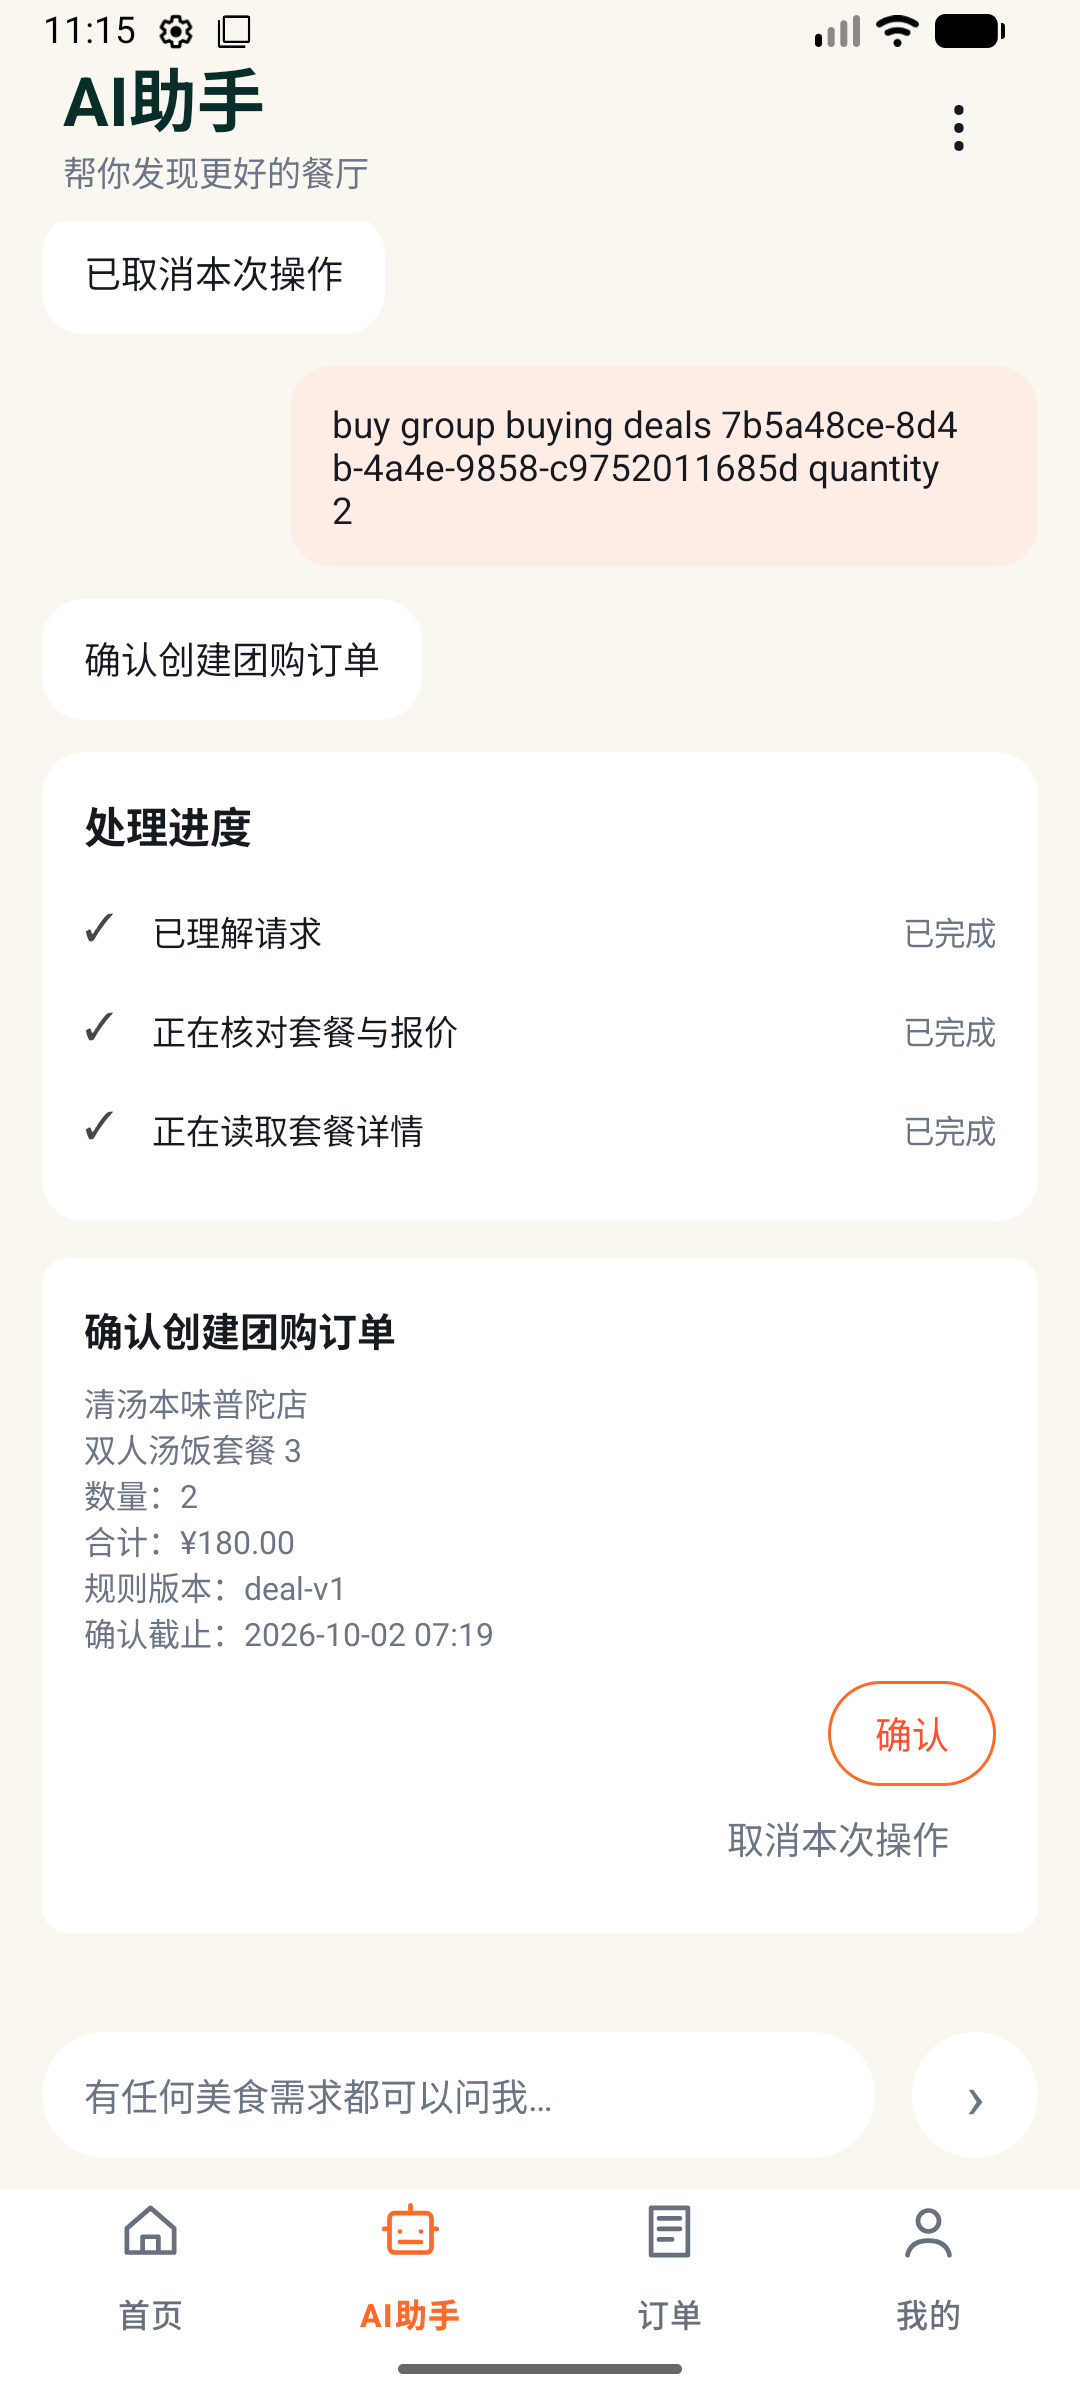 11:15
AI助手
帮你发现更好的餐厅
已取消本次操作
buy group buying deals 7b5a48ce-8d4
b-4a4e-9858-c9752011685d quantity
2
确认创建团购订单
处理进度
✓ 已理解请求 已完成
✓ 正在核对套餐与报价 已完成
✓ 正在读取套餐详情 已完成
确认创建团购订单
清汤本味普陀店
双人汤饭套餐 3
数量：2
合计：¥180.00
规则版本：deal-v1
确认截止：2026-10-02 07:19
确认
取消本次操作
有任何美食需求都可以问我...
首页 AI助手 订单 我的